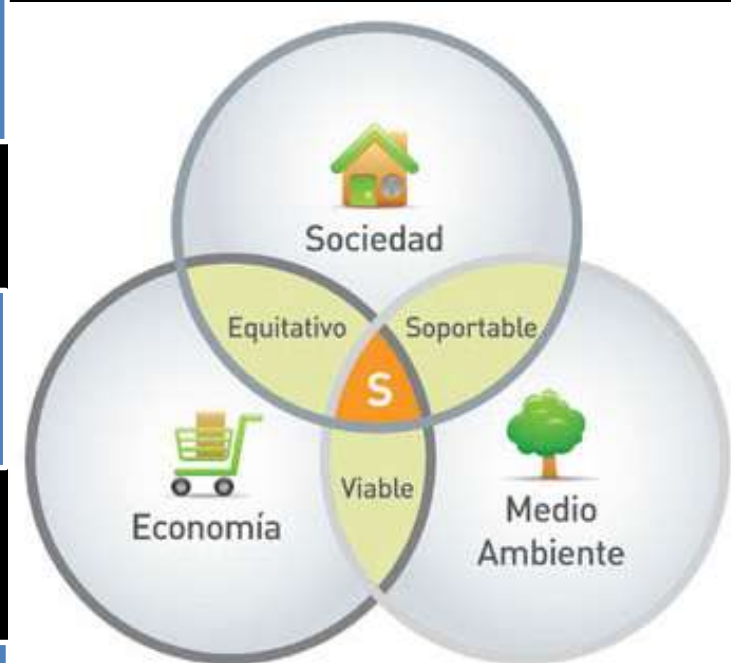 Sociedad
Equitativo
Soportable
S
Viable
Economía
Medio
Ambiente